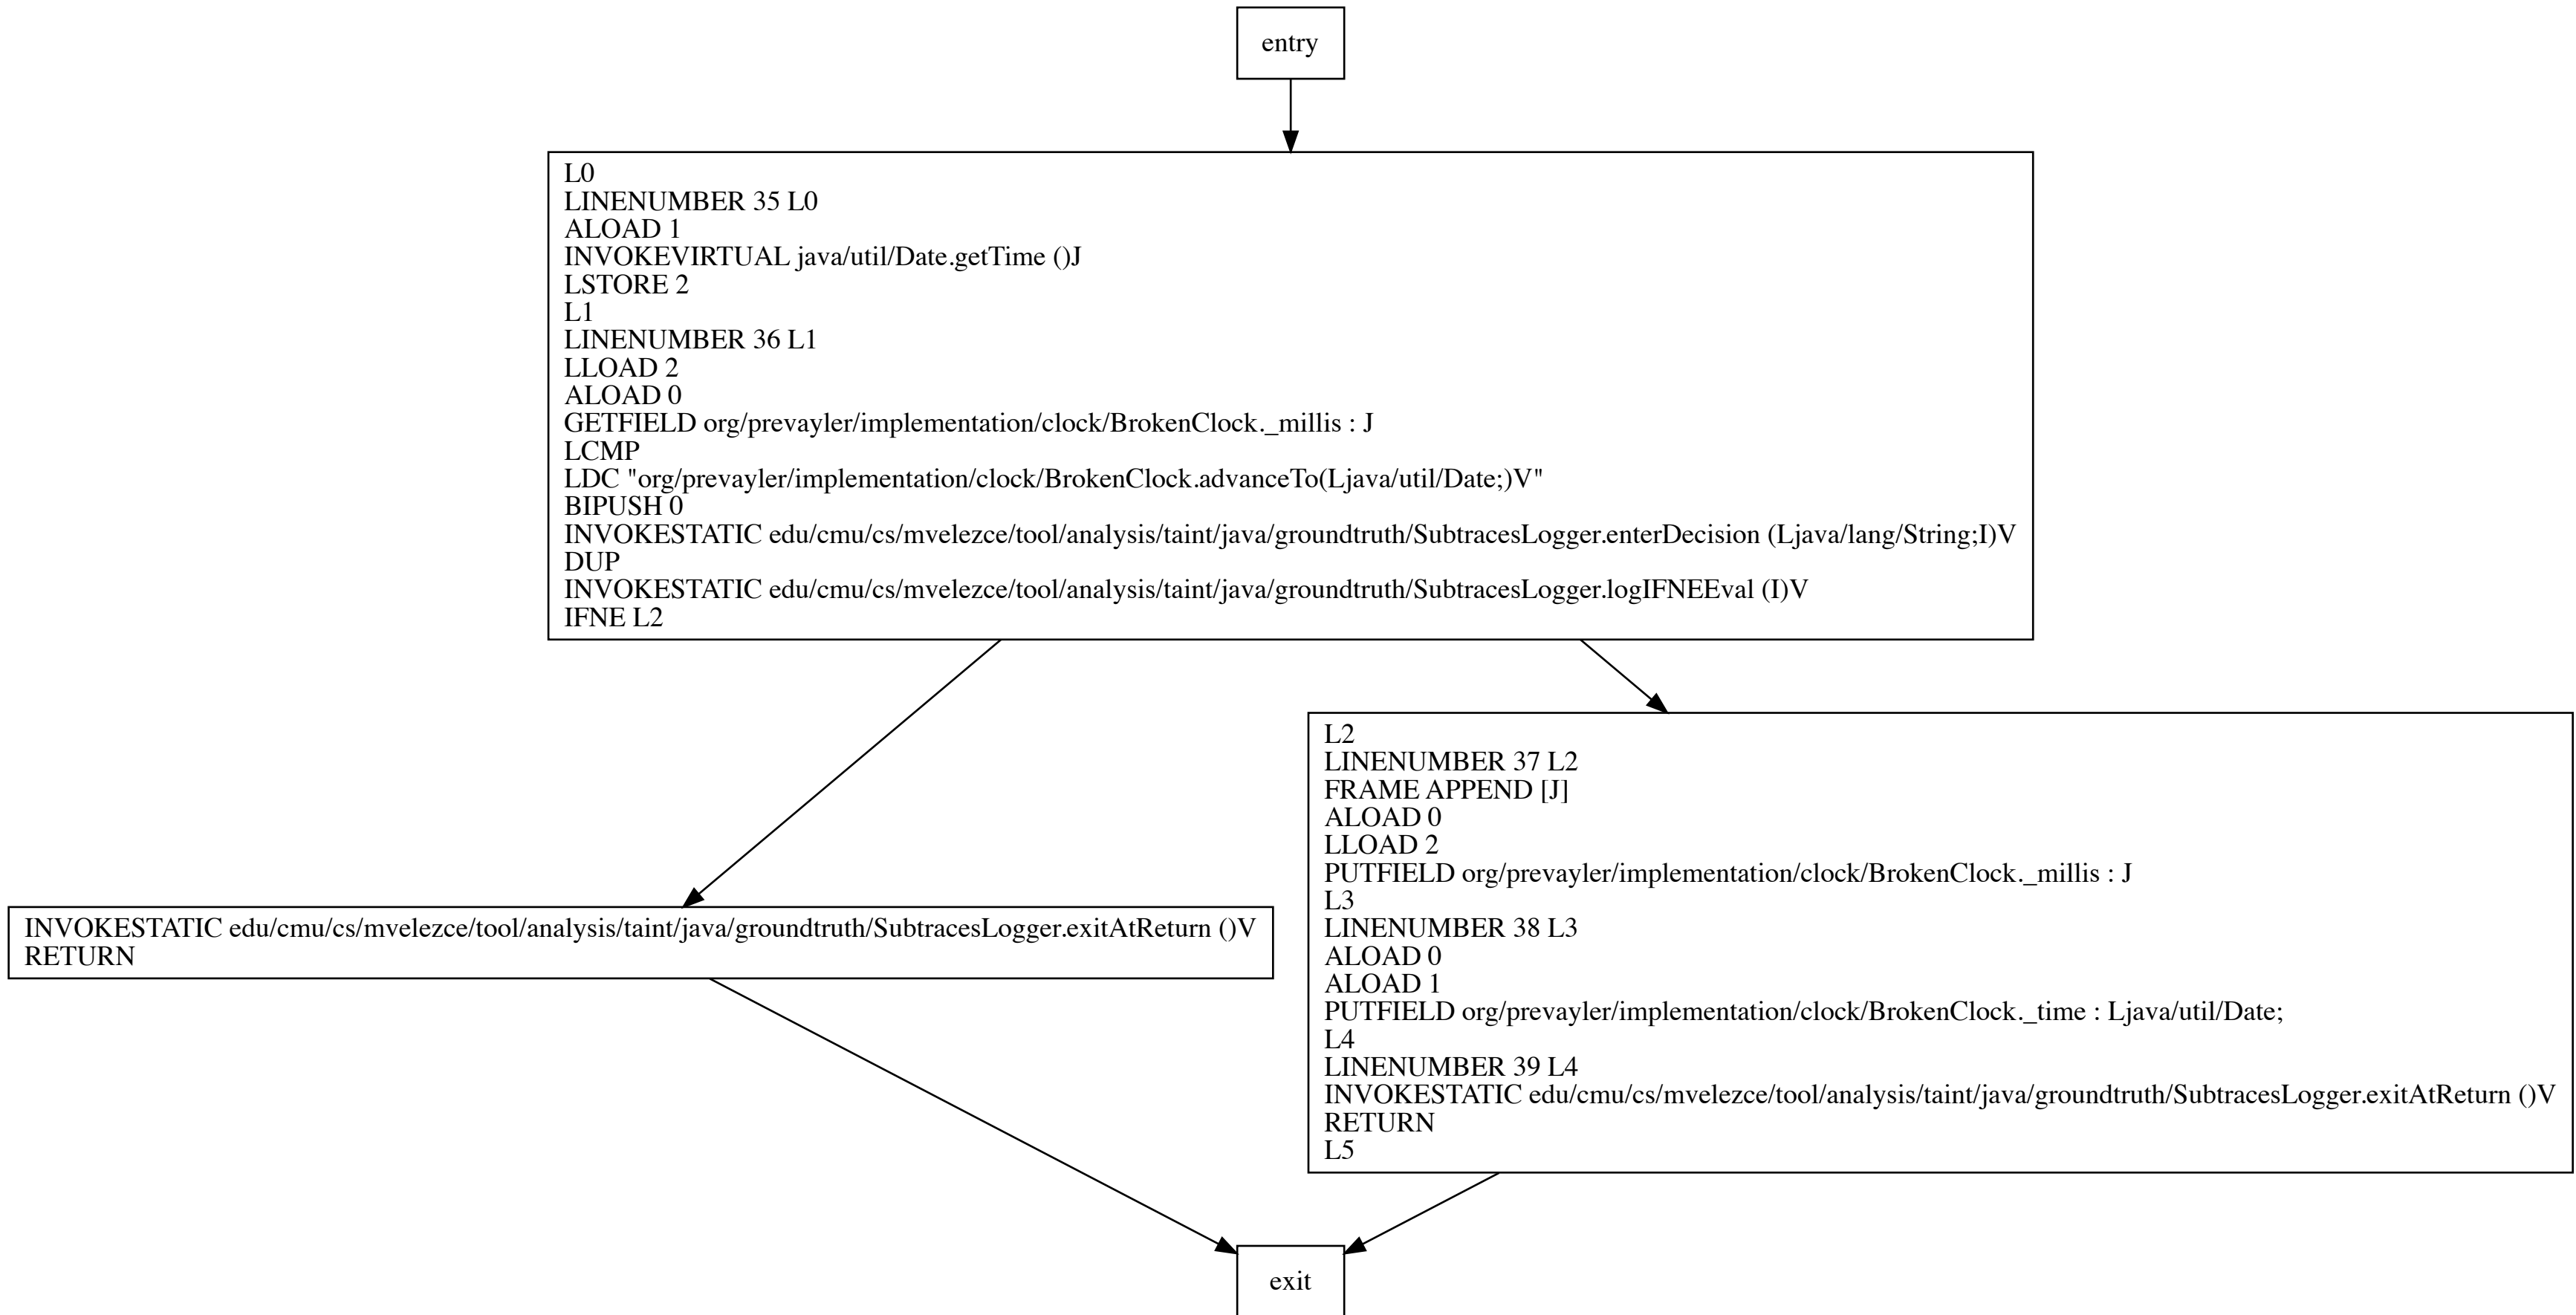 entry
L0
LINENUMBER 35 L0
ALOAD 1
INVOKEVIRTUAL java/util/Date.getTime ()J
LSTORE 2
L1
LINENUMBER 36 L1
LLOAD 2
ALOAD 0
GETFIELD org/prevayler/implementation/clock/BrokenClock._millis : J
LCMP
LDC "org/prevayler/implementation/clock/BrokenClock.advanceTo(Ljava/util/Date;)V"
BIPUSH 0
INVOKESTATIC edu/cmu/cs/mvelezce/tool/analysis/taint/java/groundtruth/SubtracesLogger.enterDecision (Ljava/lang/String;I)V
DUP
INVOKESTATIC edu/cmu/cs/mvelezce/tool/analysis/taint/java/groundtruth/SubtracesLogger.logIFNEEval (I)V
IFNE L2
INVOKESTATIC edu/cmu/cs/mvelezce/tool/analysis/taint/java/groundtruth/SubtracesLogger.exitAtReturn ()V
RETURN
L2
LINENUMBER 37 L2
FRAME APPEND [J]
ALOAD 0
LLOAD 2
PUTFIELD org/prevayler/implementation/clock/BrokenClock._millis : J
L3
LINENUMBER 38 L3
ALOAD 0
ALOAD 1
PUTFIELD org/prevayler/implementation/clock/BrokenClock._time : Ljava/util/Date;
L4
LINENUMBER 39 L4
INVOKESTATIC edu/cmu/cs/mvelezce/tool/analysis/taint/java/groundtruth/SubtracesLogger.exitAtReturn ()V
RETURN
L5
exit